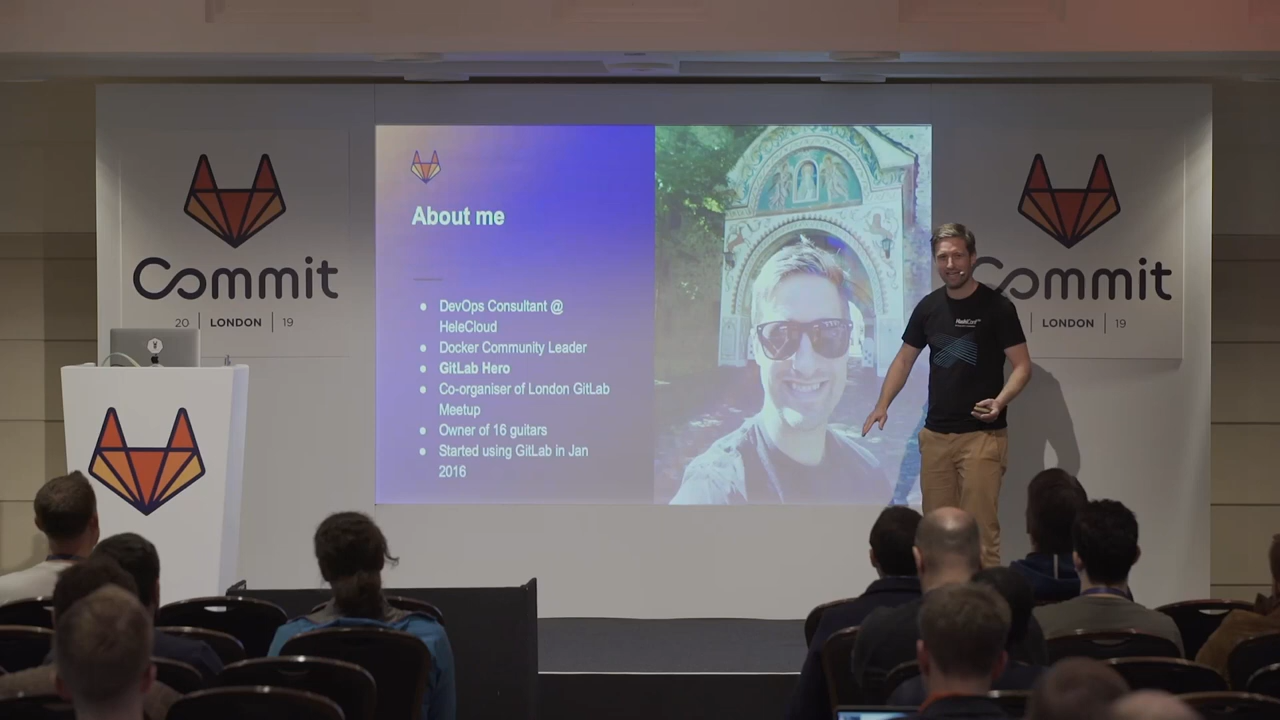 Commit
20 | LONDON | 19
About me
● DevOps Consultant @
HeleCloud
● Docker Community Leader
● GitLab Hero
● Co-organiser of London GitLab
Meetup
● Owner of 16 guitars
● Started using GitLab in Jan
2016
HashiConf
Commit
LONDON | 19